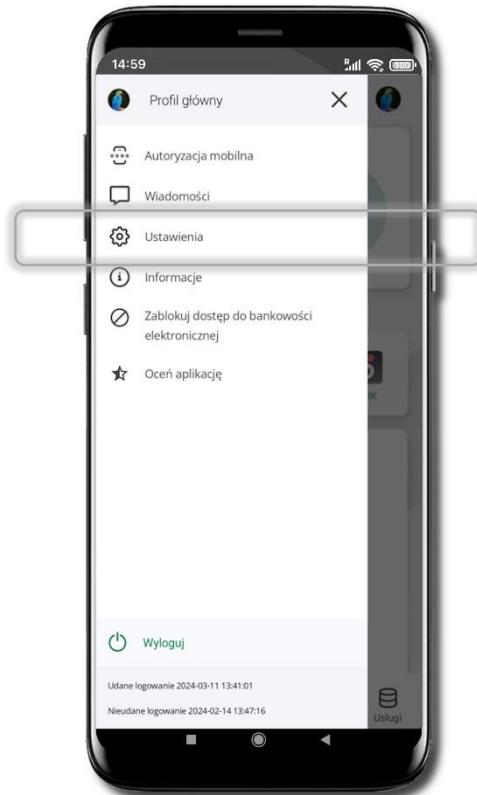 14:59
Profil główny
Autoryzacja mobilna
Wiadomości
Ustawienia
Informacje
Zablokuj dostęp do bankowości
elektronicznej
Oceń aplikację
Wyloguj
Udane logowanie 2024-03-11 13:41:01
Nieudane logowanie 2024-02-14 13:47:16
Usługi